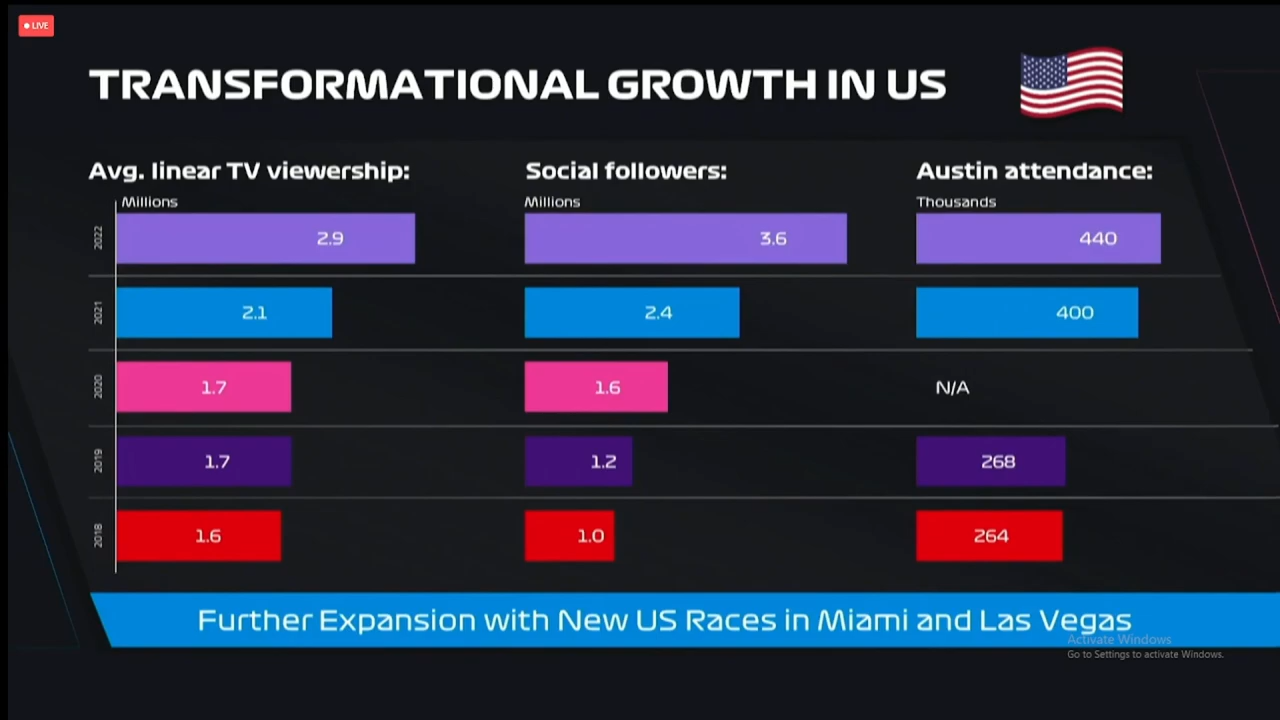 LIVE
TRANSFORMATIONAL GROWTH IN US
Avg. linear TV viewership: Social followers: Austin attendance:
Millions Millions Thousands
2022 2.9 3.6 440
2021 2.1 2.4 400
2020 1.7 1.6 N/A
2019 1.7 1.2 268
2018 1.6 1.0 264
Further Expansion with New US Races in Miami and Las Vegas
Activate Windows
Go to Settings to activate Windows.